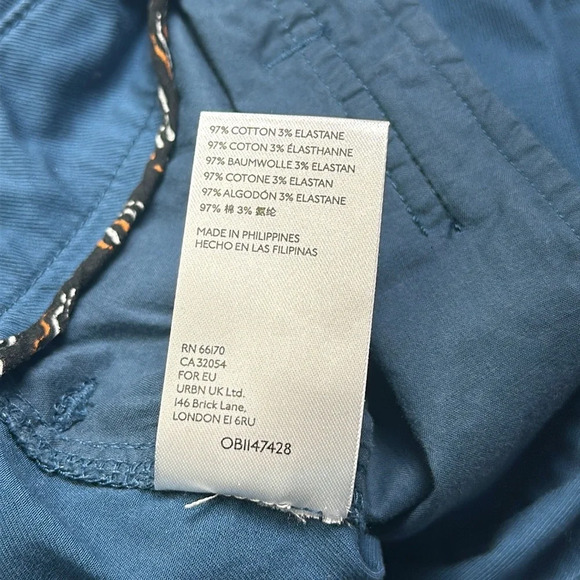 97% COTTON 3% ELASTANE
97% COTON 3% ÉLASTHANNE
97% BAUMWOLLE 3% ELASTAN
97% COTONE 3% ELASTAN
97% ALGODÓN 3% ELASTANE
97% 棉 3% 氨纶
MADE IN PHILIPPINES
HECHO EN LAS FILIPINAS
RN 66170
CA 32054
FOR EU
URBN UK Ltd.
146 Brick Lane,
LONDON E1 6RU
OB1147428